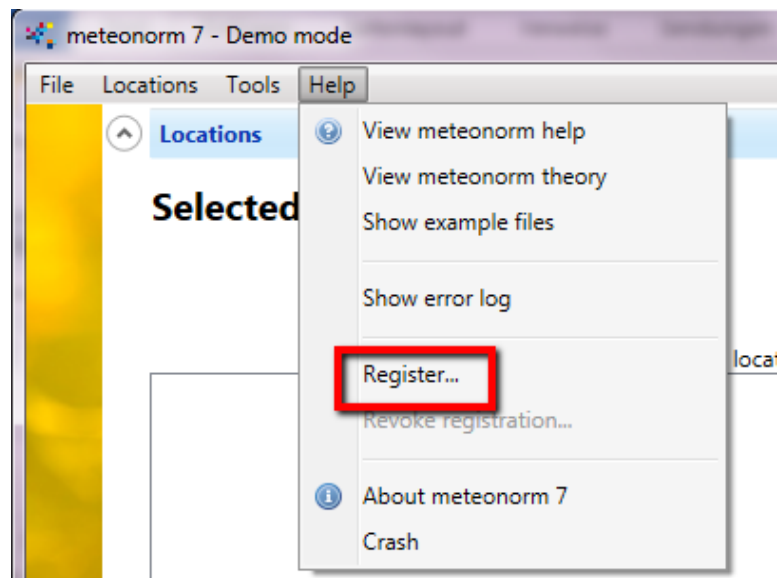 meteonorm 7 - Demo mode
File Locations Tools Help
Locations
Selected
View meteonorm help
View meteonorm theory
Show example files
Show error log
locat
Register...
Revoke registration...
About meteonorm 7
Crash